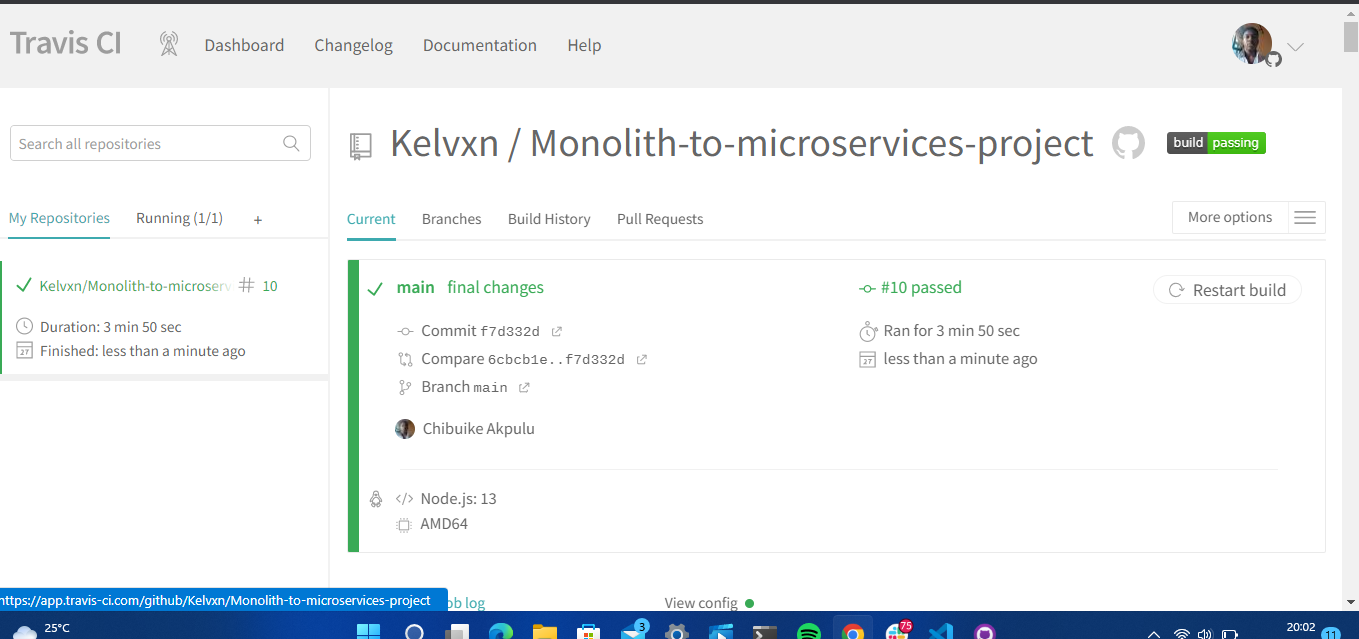 Travis CI Dashboard Changelog Documentation Help
Search all repositories
Kelvxn / Monolith-to-microservices-project build passing
My Repositories Running (1/1) +
Current Branches Build History Pull Requests More options
Kelvxn/Monolith-to-microserv # 10
Duration: 3 min 50 sec
Finished: less than a minute ago
main final changes #10 passed Restart build
Commit f7d332d Ran for 3 min 50 sec
Compare 6cbcb1e..f7d332d less than a minute ago
Branch main
Chibuike Akpulu
Node.js: 13
AMD64
ob log View config
https://app.travis-ci.com/github/Kelvxn/Monolith-to-microservices-project
25°C 3 75 20:02 11